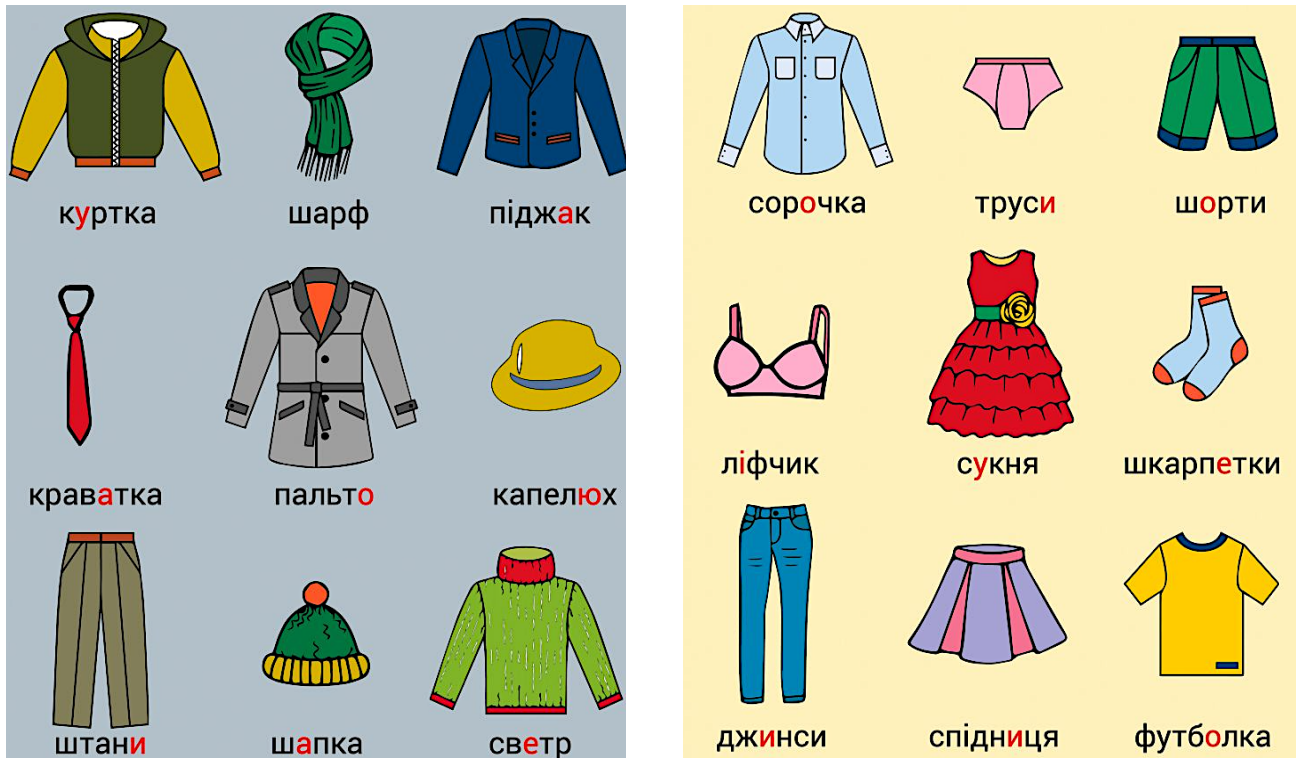 куртка шарф піджак
краватка пальто капелюх
штани шапка светр
сорочка труси шорти
ліфчик сукня шкарпетки
джинси спідниця футболка